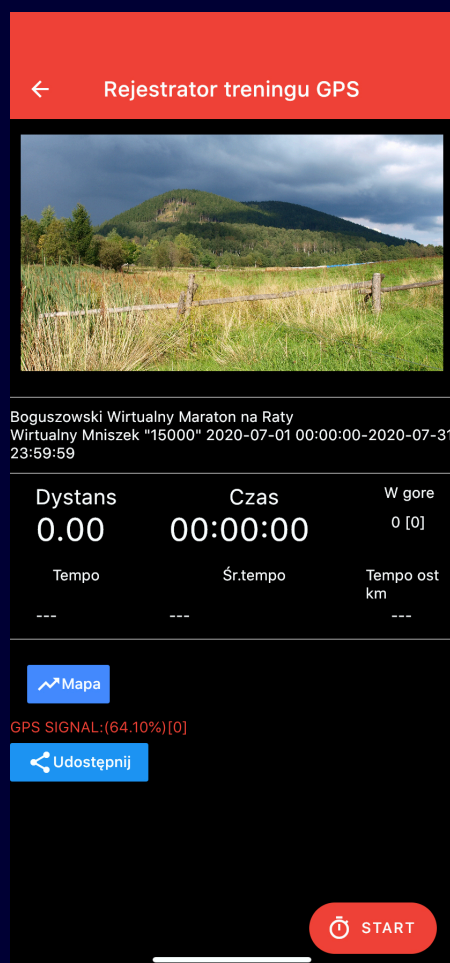 Rejestrator treningu GPS
Boguszowski Wirtualny Maraton na Raty
Wirtualny Mniszek "15000" 2020-07-01 00:00:00-2020-07-31
23:59:59
Dystans Czas W gore
0.00 00:00:00 0 [0]
Tempo Śr.tempo Tempo ost
km
--- --- ---
Mapa
GPS SIGNAL:(64.10%)[0]
Udostępnij
START